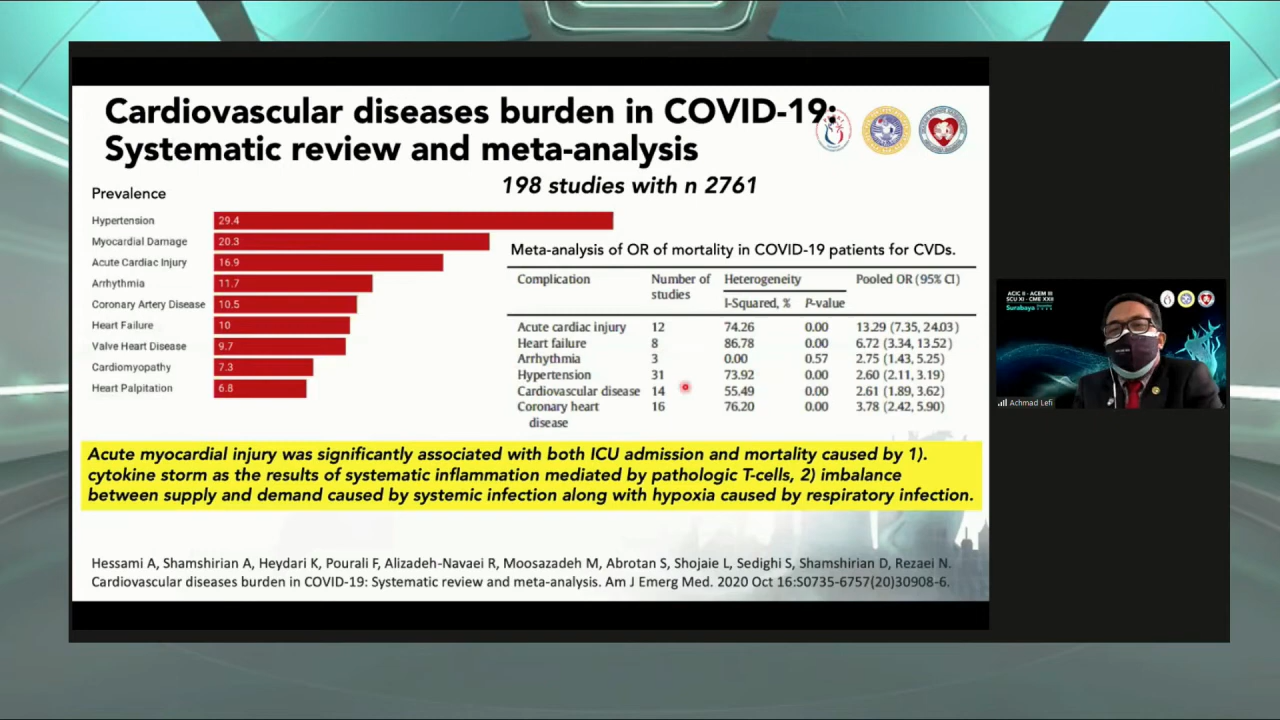 Cardiovascular diseases burden in COVID-19:
Systematic review and meta-analysis
198 studies with n 2761
Prevalence
Hypertension 29.4
Myocardial Damage 20.3
Acute Cardiac Injury 16.9
Arrhythmia 11.7
Coronary Artery Disease 10.5
Heart Failure 10
Valve Heart Disease 9.7
Cardiomyopathy 7.3
Heart Palpitation 6.8
Meta-analysis of OR of mortality in COVID-19 patients for CVDs.
Complication Number of studies Heterogeneity Pooled OR (95% CI)
I-Squared, % P-value
Acute cardiac injury 12 74.26 0.00 13.29 (7.35, 24.03)
Heart failure 8 86.78 0.00 6.72 (3.34, 13.52)
Arrhythmia 3 0.00 0.57 2.75 (1.43, 5.25)
Hypertension 31 73.92 0.00 2.60 (2.11, 3.19)
Cardiovascular disease 14 55.49 0.00 2.61 (1.89, 3.62)
Coronary heart 16 76.20 0.00 3.78 (2.42, 5.90)
disease
Acute myocardial injury was significantly associated with both ICU admission and mortality caused by 1).
cytokine storm as the results of systematic inflammation mediated by pathologic T-cells, 2) imbalance
between supply and demand caused by systemic infection along with hypoxia caused by respiratory infection.
Hessami A, Shamshirian A, Heydari K, Pourali F, Alizadeh-Navaei R, Moosazadeh M, Abrotan S, Shojaie L, Sedighi S, Shamshirian D, Rezaei N.
Cardiovascular diseases burden in COVID-19: Systematic review and meta-analysis. Am J Emerg Med. 2020 Oct 16:S0735-6757(20)30908-6.
ACIC II - ACEM III
SCU XI - CME XXII
Surabaya
Achmad Lefi